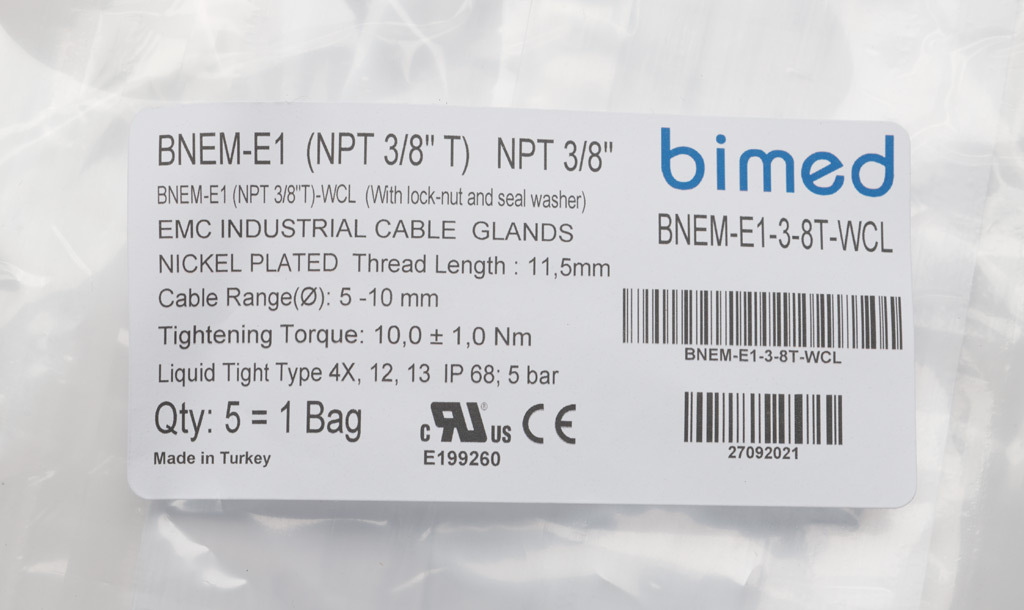 BNEM-E1 (NPT 3/8" T) NPT 3/8"
BNEM-E1 (NPT 3/8"T)-WCL (With lock-nut and seal washer)
EMC INDUSTRIAL CABLE GLANDS
NICKEL PLATED Thread Length : 11,5mm
Cable Range(Ø): 5 -10 mm
Tightening Torque: 10,0 ± 1,0 Nm
Liquid Tight Type 4X, 12, 13 IP 68; 5 bar
Qty: 5 = 1 Bag
Made in Turkey
c RU ® US CE
E199260
bimed
BNEM-E1-3-8T-WCL
BNEM-E1-3-8T-WCL
27092021